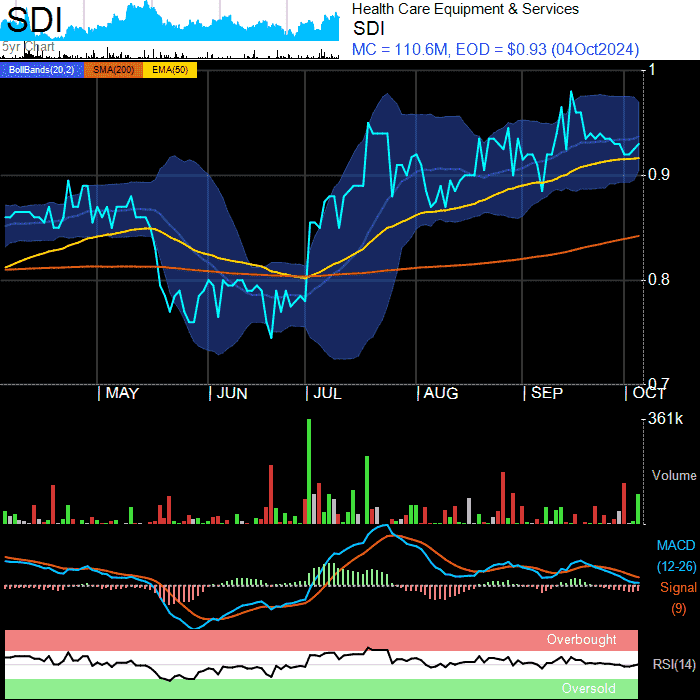 SDI
5yr Chart
Health Care Equipment & Services
SDI
MC = 110.6M, EOD = $0.93 (04Oct2024)
BollBands(20,2) SMA(200) EMA(50)
1
0.9
0.8
0.7
MAY JUN JUL AUG SEP OCT
361k
Volume
MACD
(12-26)
Signal
(9)
Overbought
RSI(14)
Oversold